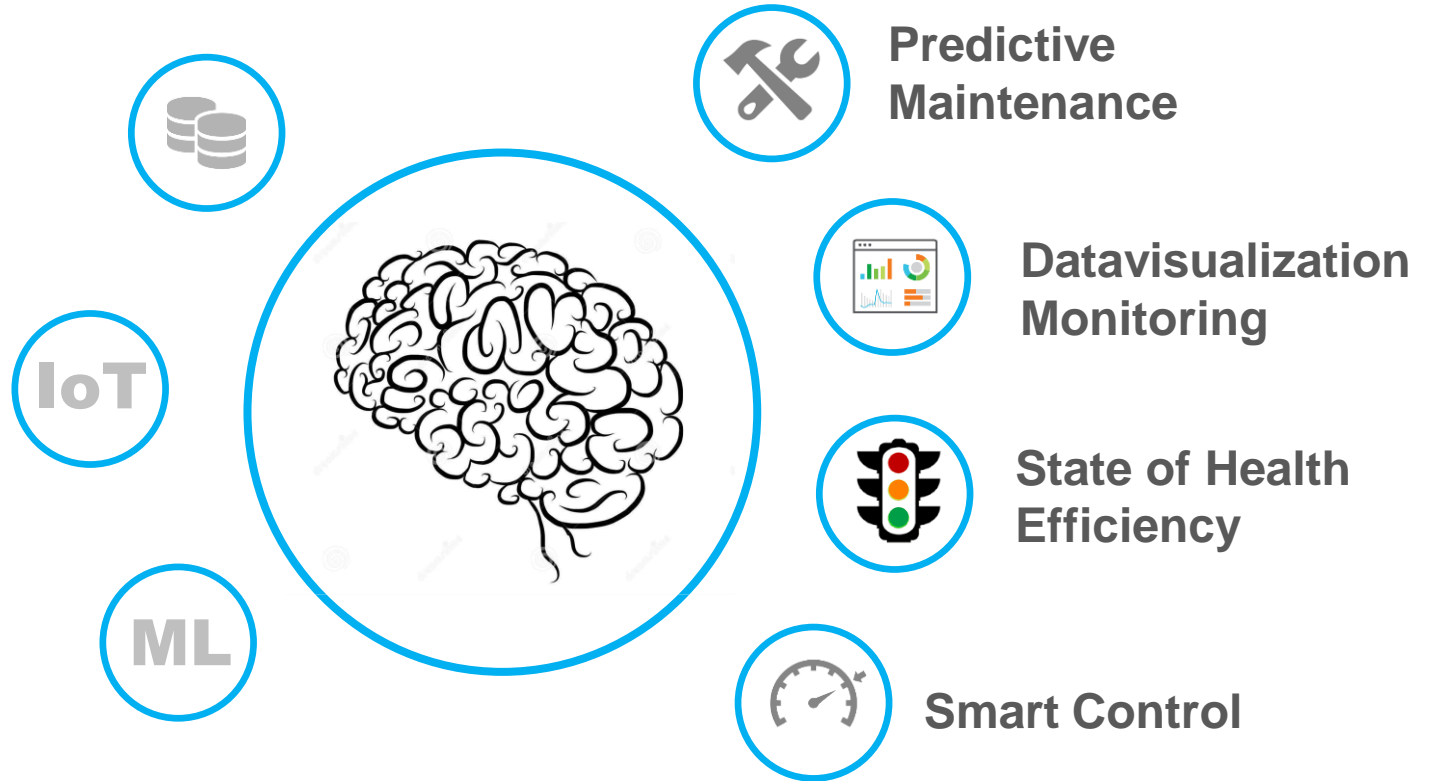 Predictive
Maintenance
Datavisualization
Monitoring
IoT
State of Health
Efficiency
ML
Smart Control